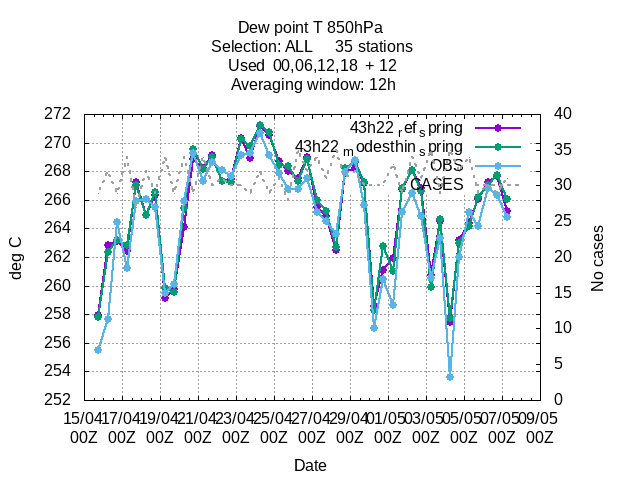 Dew point T 850hPa
Selection: ALL 35 stations
Used 00,06,12,18 + 12
Averaging window: 12h
272
270
268
266
264
262
260
258
256
254
252
deg C
43h22 ref spring
43h22 modesthin spring
OBS
CASES
40
35
30
25
20
15
10
5
0
No cases
15/04 17/04 19/04 21/04 23/04 25/04 27/04 29/04 01/05 03/05 05/05 07/05 09/05
00Z 00Z 00Z 00Z 00Z 00Z 00Z 00Z 00Z 00Z 00Z 00Z 00Z
Date